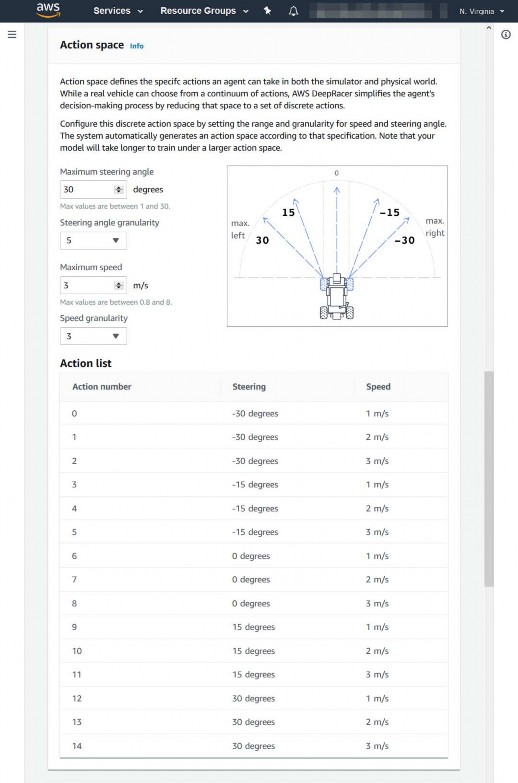 aws
Services
Resource Groups
N. Virginia
Action space Info
Action space defines the specifc actions an agent can take in both the simulator and physical world.
While a real vehicle can choose from a continuum of actions, AWS DeepRacer simplifies the agent's
decision-making process by reducing that space to a set of discrete actions.
Configure this discrete action space by setting the range and granularity for speed and steering angle.
The system automatically generates an action space according to that specification. Note that your
model will take longer to train under a larger action space.
Maximum steering angle
30 degrees
Max values are between 1 and 30.
Steering angle granularity
5
Maximum speed
3 m/s
Max values are between 0.8 and 8.
Speed granularity
3
0
15
-15
max.
left
30
-30
max.
right
Action list
Action number Steering Speed
0 -30 degrees 1 m/s
1 -30 degrees 2 m/s
2 -30 degrees 3 m/s
3 -15 degrees 1 m/s
4 -15 degrees 2 m/s
5 -15 degrees 3 m/s
6 0 degrees 1 m/s
7 0 degrees 2 m/s
8 0 degrees 3 m/s
9 15 degrees 1 m/s
10 15 degrees 2 m/s
11 15 degrees 3 m/s
12 30 degrees 1 m/s
13 30 degrees 2 m/s
14 30 degrees 3 m/s